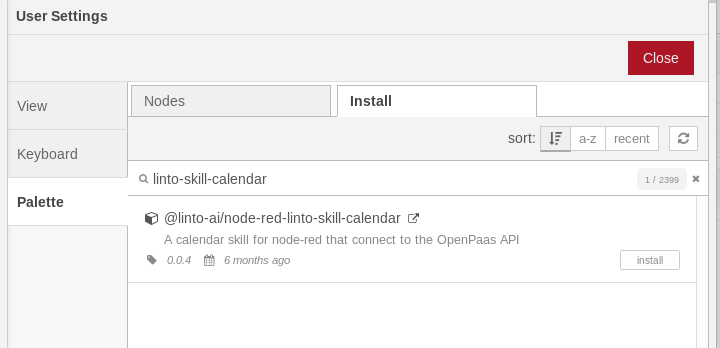 User Settings
Close
View
Keyboard
Palette
Nodes
Install
sort: a-z recent
linto-skill-calendar 1 / 2399
@linto-ai/node-red-linto-skill-calendar
A calendar skill for node-red that connect to the OpenPaas API
0.0.4 6 months ago install